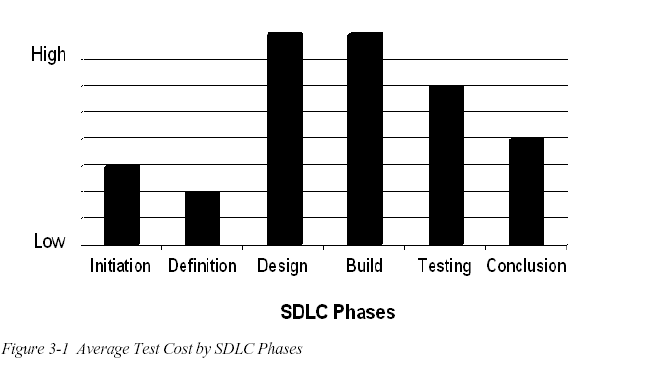 High
Low
Initiation Definition Design Build Testing Conclusion
SDLC Phases
Figure 3-1 Average Test Cost by SDLC Phases